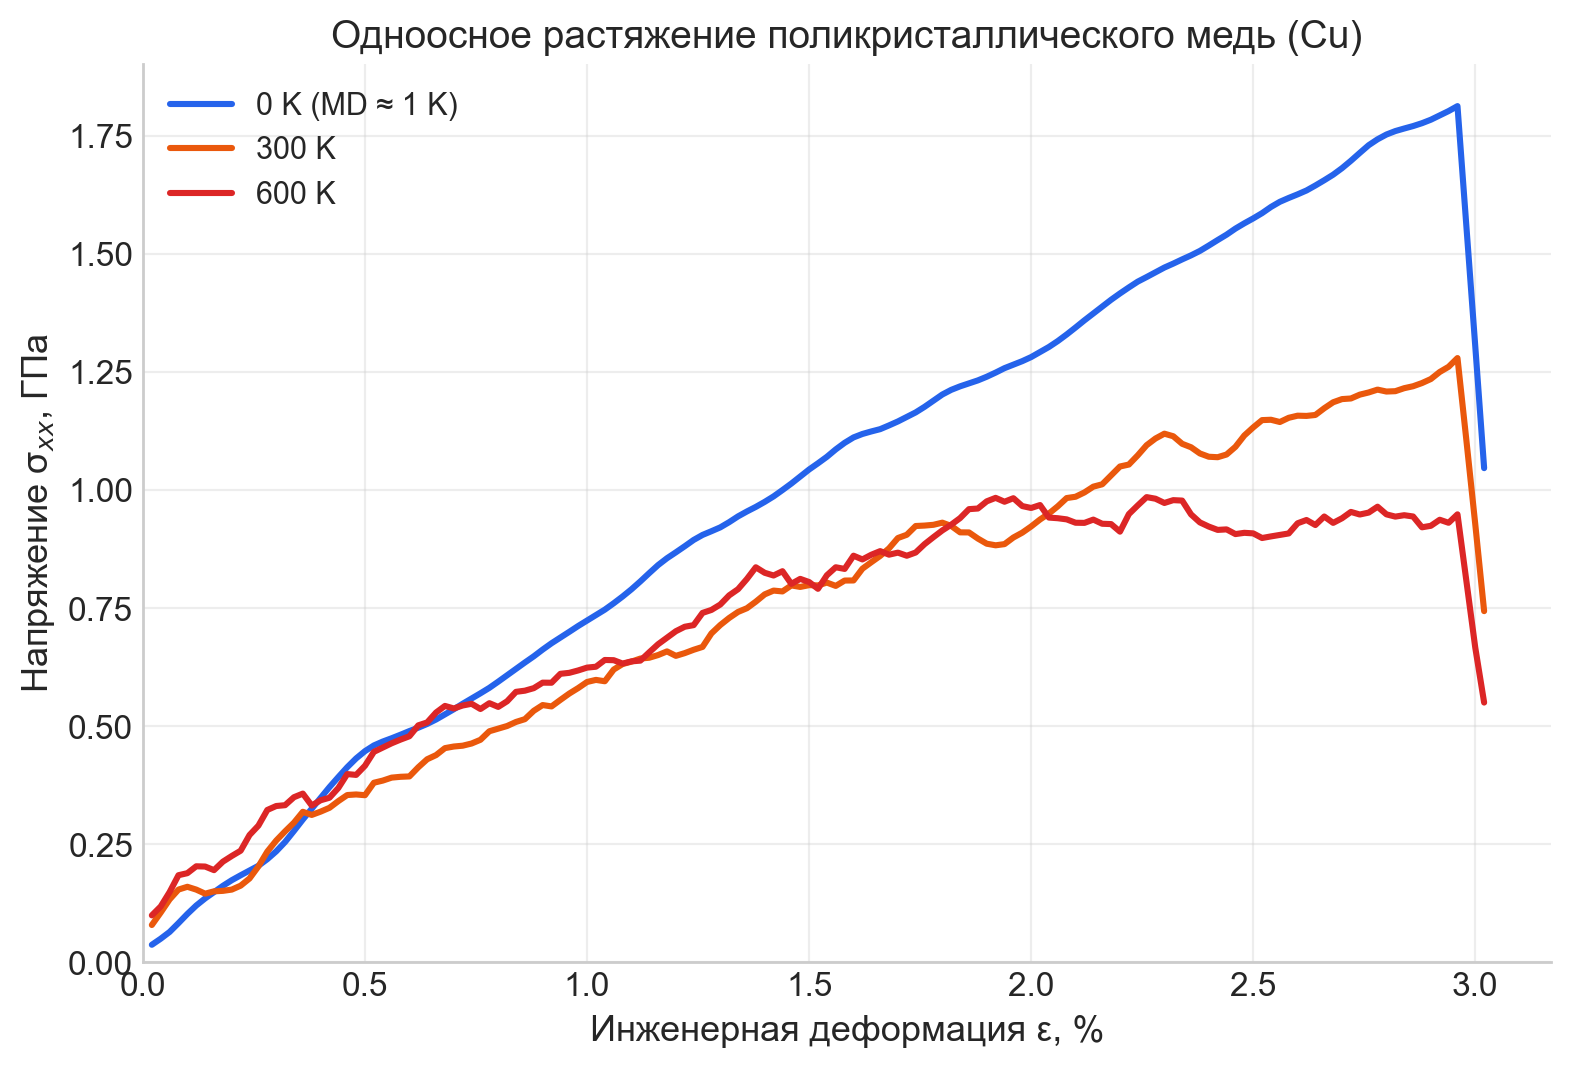 Одноосное растяжение поликристаллического медь (Cu)
0 K (MD ≈ 1 K)
300 K
600 K
Напряжение σxx, ГПа
1.75
1.50
1.25
1.00
0.75
0.50
0.25
0.00
0.0 0.5 1.0 1.5 2.0 2.5 3.0
Инженерная деформация ε, %